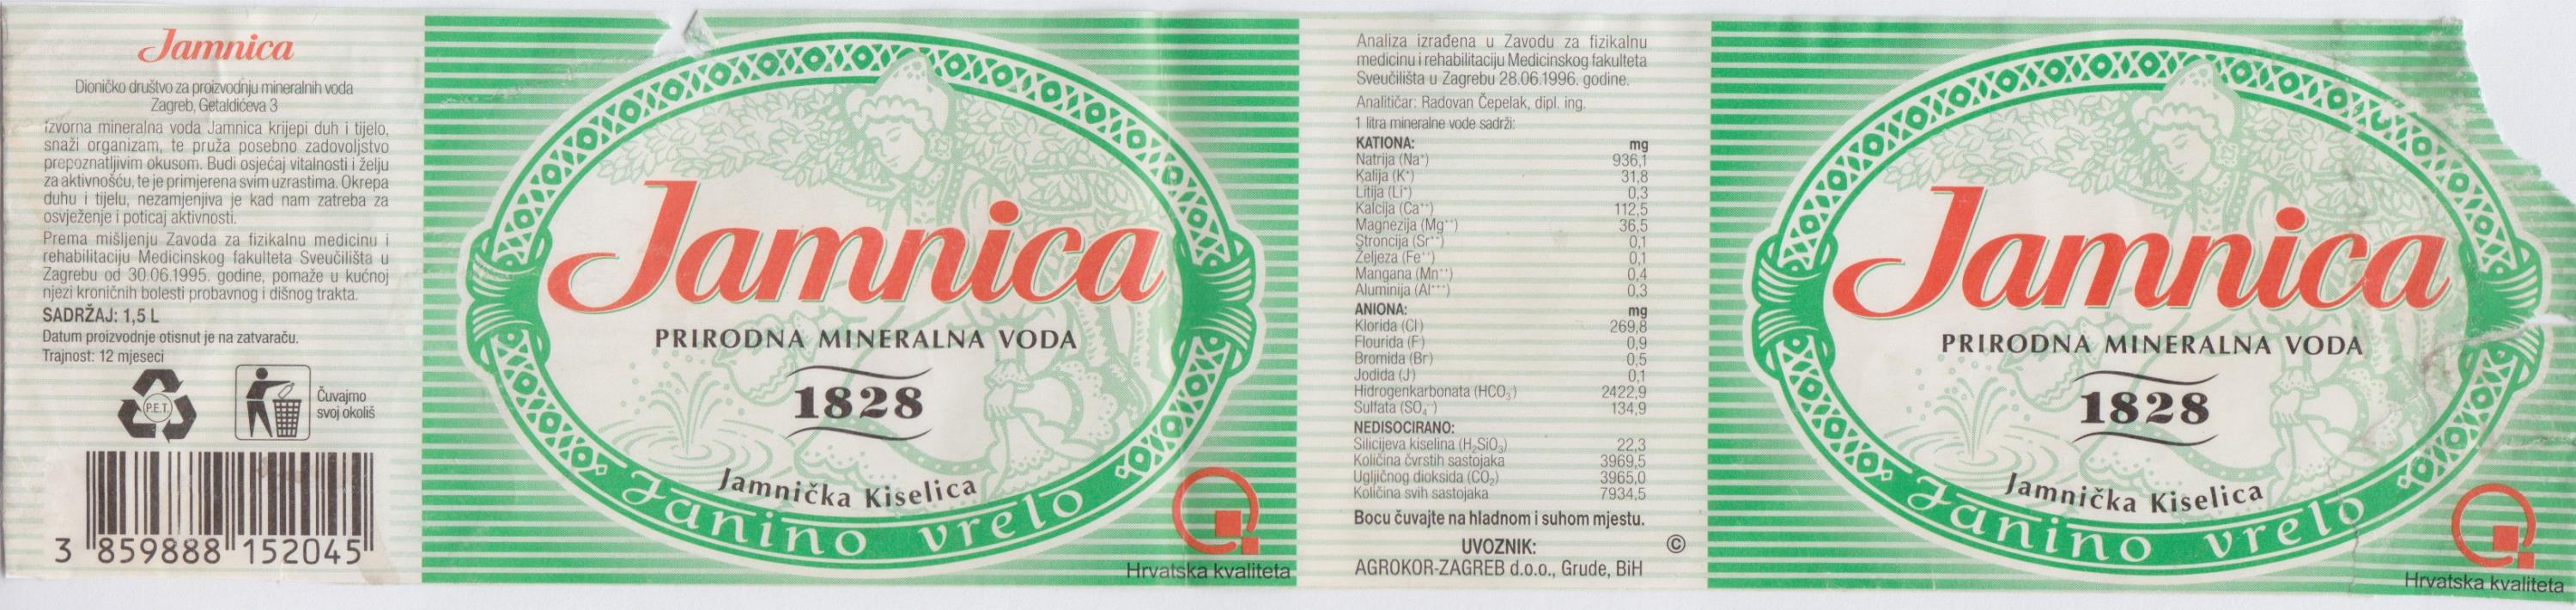 Jamnica
Dioničko društvo za proizvodnju mineralnih voda
Zagreb, Getaldićeva 3
Izvorna mineralna voda Jamnica krijepi duh i tijelo,
snaži organizam, te pruža posebno zadovoljstvo
prepoznatljivim okusom. Budi osjećaj vitalnosti i želju
za aktivnošću, te je primjerena svim uzrastima. Okrepa
duhu i tijelu, nezamjenjiva je kad nam zatreba za
osvježenje i poticaj aktivnosti.
Prema mišljenju Zavoda za fizikalnu medicinu i
rehabilitaciju Medicinskog fakulteta Sveučilišta u
Zagrebu od 30.06.1995. godine, pomaže u kućnoj
njezi kroničnih bolesti probavnog i dišnog trakta.
SADRŽAJ: 1,5 L
Datum proizvodnje otisnut je na zatvaraču.
Trajnost: 12 mjeseci
P.E.T.
Čuvajmo
svoj okoliš
3 859888 152045
Jamnica
PRIRODNA MINERALNA VODA
1828
Jamnička Kiselica
Janino vrelo
Hrvatska kvaliteta
Analiza izrađena u Zavodu za fizikalnu
medicinu i rehabilitaciju Medicinskog fakulteta
Sveučilišta u Zagrebu 28.06.1996. godine.
Analitičar: Radovan Čepelak, dipl. ing.
1 litra mineralne vode sadrži:
KATIONA: mg
Natrija (Na⁺) 936,1
Kalija (K⁺) 31,8
Litija (Li⁺) 0,3
Kalcija (Ca⁺⁺) 112,5
Magnezija (Mg⁺⁺) 36,5
Stroncija (Sr⁺⁺) 0,1
Željeza (Fe⁺⁺) 0,1
Mangana (Mn⁺⁺) 0,4
Aluminija (Al⁺⁺⁺) 0,3
ANIONA: mg
Klorida (Cl) 269,8
Flourida (F) 0,9
Bromida (Br) 0,5
Jodida (J) 0,1
Hidrogenkarbonata (HCO₃) 2422,9
Sulfata (SO₄) 134,9
NEDISOCIRANO:
Silicijeva kiselina (H₂SiO₃) 22,3
Količina čvrstih sastojaka 3969,5
Ugljičnog dioksida (CO₂) 3965,0
Količina svih sastojaka 7934,5
Bocu čuvajte na hladnom i suhom mjestu.
UVOZNIK: ©
AGROKOR-ZAGREB d.o.o., Grude, BiH
Jamnica
PRIRODNA MINERALNA VODA
1828
Jamnička Kiselica
Janino vrelo
Hrvatska kvaliteta